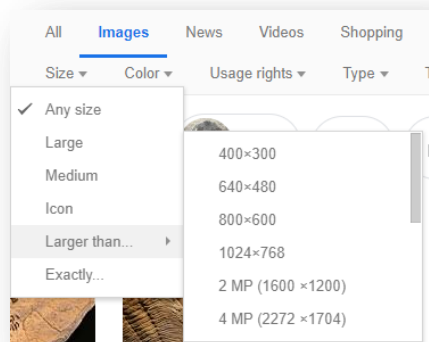 All Images News Videos Shopping
Size Color Usage rights Type
Any size
Large
Medium
Icon
Larger than...
Exactly...
400×300
640×480
800×600
1024×768
2 MP (1600 ×1200)
4 MP (2272 ×1704)